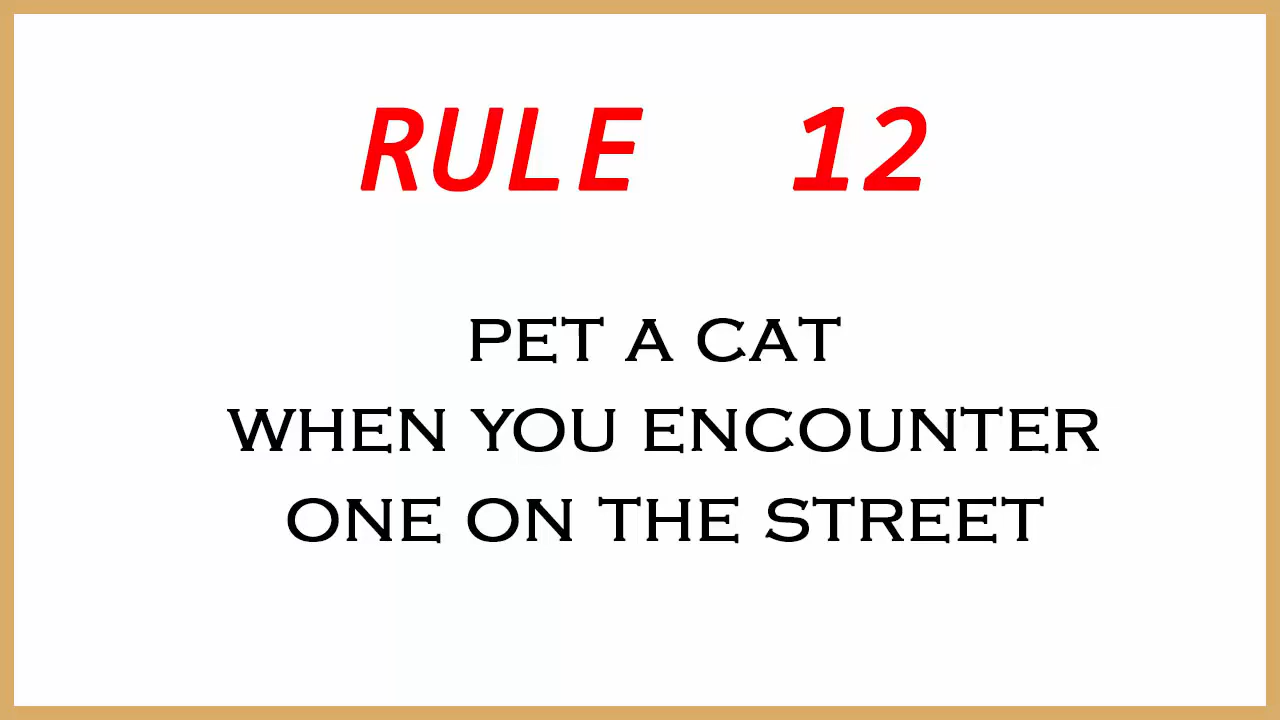 RULE 12
PET A CAT
WHEN YOU ENCOUNTER
ONE ON THE STREET